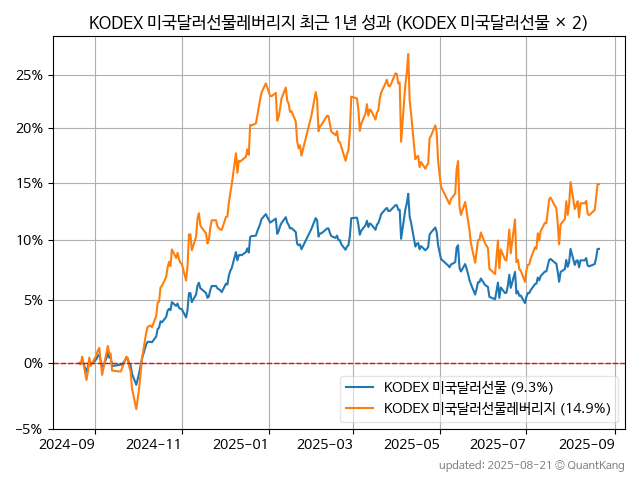 KODEX 미국달러선물레버리지 최근 1년 성과 (KODEX 미국달러선물 × 2)
25%
20%
15%
10%
5%
0%
−5%
KODEX 미국달러선물 (9.3%)
KODEX 미국달러선물레버리지 (14.9%)
2024-09 2024-11 2025-01 2025-03 2025-05 2025-07 2025-09
updated: 2025-08-21 © QuantKang